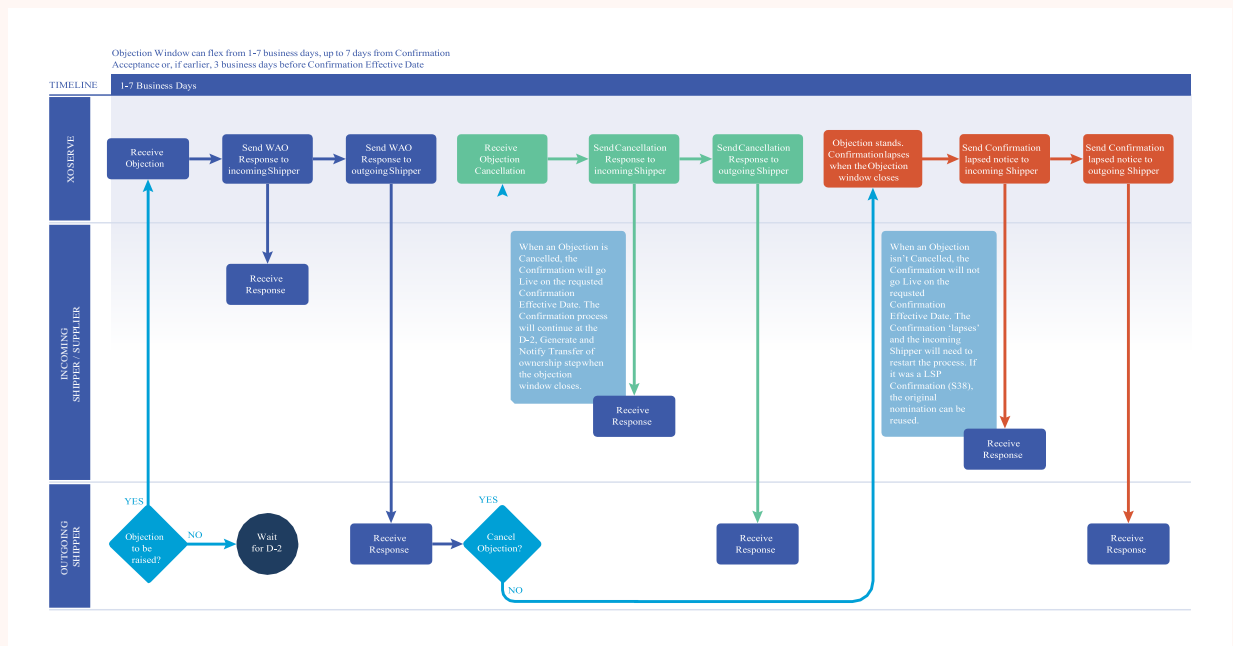 Objection Window can flex from 1-7 business days, up to 7 days from Confirmation
Acceptance or, if earlier, 3 business days before Confirmation Effective Date
TIMELINE
1-7 Business Days
XOSERVE
Receive
Objection
Send WAO
Response to
incoming Shipper
Send WAO
Response to
outgoing Shipper
Receive
Objection
Cancellation
Send Cancellation
Response to
incoming Shipper
Send Cancellation
Response to
outgoing Shipper
Objection stands.
Confirmation lapses
when the Objection
window closes
Send Confirmation
lapsed notice to
incoming Shipper
Send Confirmation
lapsed notice to
outgoing Shipper
INCOMING
SHIPPER / SUPPLIER
Receive
Response
When an Objection is
Cancelled, the
Confirmation will go
Live on the requsted
Confirmation
Effective Date. The
Confirmation process
will continue at the
D-2, Generate and
Notify Transfer of
ownership stepwhen
the objection
window closes.
Receive
Response
When an Objection
isn't Cancelled, the
Confirmation will not
go Live on the
requsted
Confirmation
Effective Date. The
Confirmation ‘lapses’
and the incoming
Shipper will need to
restart the process. If
it was a LSP
Confirmation (S38),
the original
nomination can be
reused.
Receive
Response
OUTGOING
SHIPPER
YES
Objection
to be
raised?
NO
Wait
for D-2
Receive
Response
YES
Cancel
Objection?
NO
Receive
Response
Receive
Response